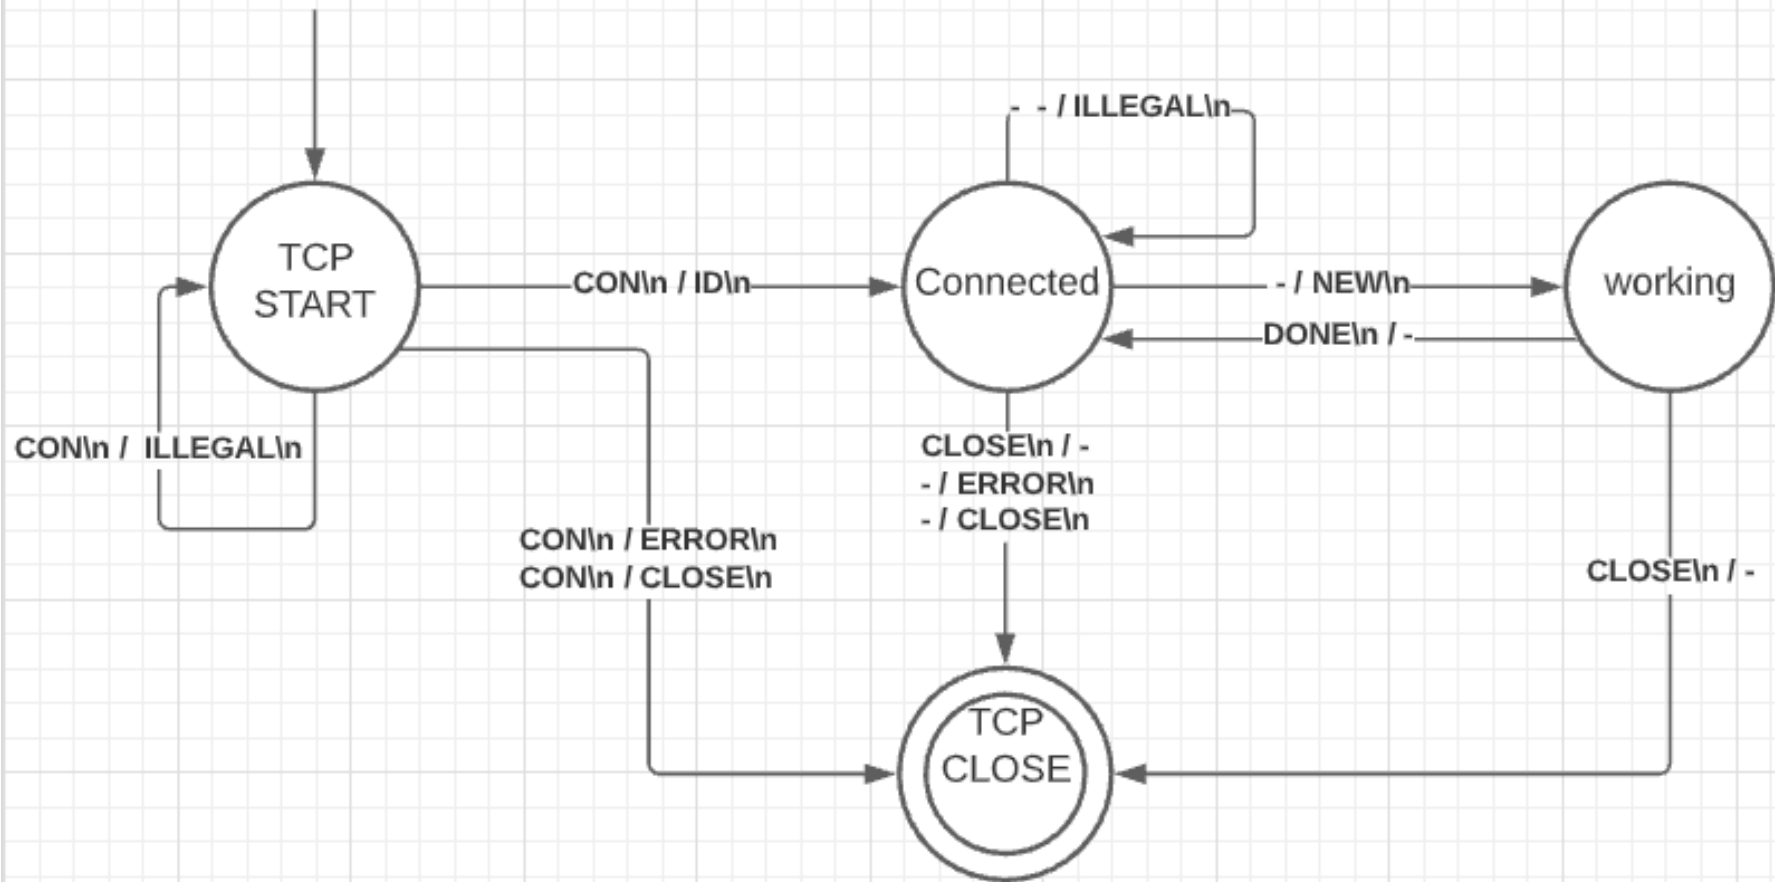 - - / ILLEGAL\n
TCP
START
CON\n / ID\n
Connected
- / NEW\n
working
DONE\n / -
CON\n / ILLEGAL\n
CLOSE\n / -
- / ERROR\n
- / CLOSE\n
CON\n / ERROR\n
CON\n / CLOSE\n
CLOSE\n / -
TCP
CLOSE